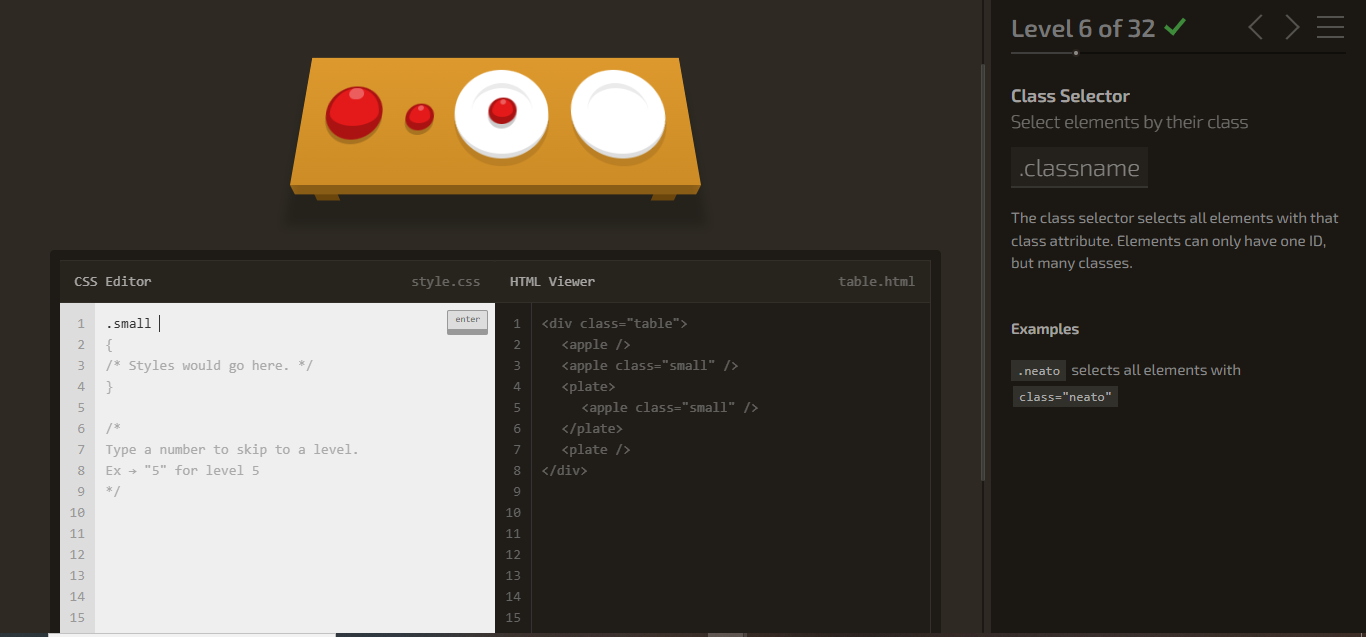 Level 6 of 32
Class Selector
Select elements by their class
.classname
The class selector selects all elements with that
class attribute. Elements can only have one ID,
but many classes.
Examples
.neato selects all elements with
class="neato"
CSS Editor style.css
HTML Viewer table.html
enter
1 .small
2 {
3 /* Styles would go here. */
4 }
5
6 /*
7 Type a number to skip to a level.
8 Ex → "5" for level 5
9 */
10
11
12
13
14
15
1 <div class="table">
2 <apple />
3 <apple class="small" />
4 <plate>
5 <apple class="small" />
6 </plate>
7 <plate />
8 </div>
9
10
11
12
13
14
15